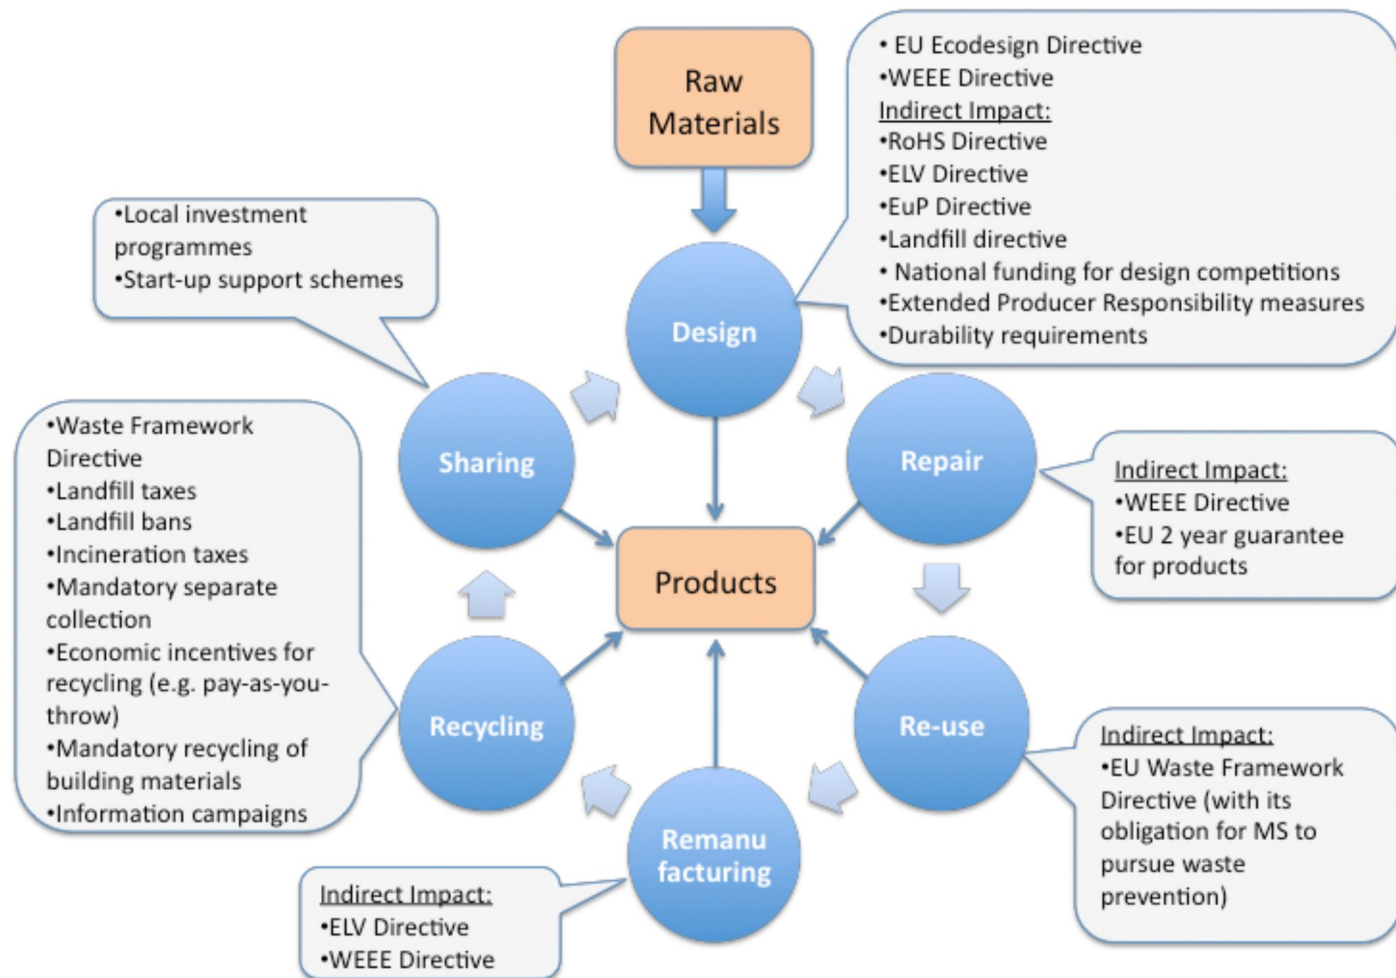 Raw
Materials
• EU Ecodesign Directive
•WEEE Directive
Indirect Impact:
•RoHS Directive
•ELV Directive
•EuP Directive
•Landfill directive
• National funding for design competitions
•Extended Producer Responsibility measures
•Durability requirements
•Local investment
programmes
•Start-up support schemes
Design
Sharing
Repair
•Waste Framework
Directive
•Landfill taxes
•Landfill bans
•Incineration taxes
•Mandatory separate
collection
•Economic incentives for
recycling (e.g. pay-as-you-
throw)
•Mandatory recycling of
building materials
•Information campaigns
Indirect Impact:
•WEEE Directive
•EU 2 year guarantee
for products
Products
Recycling
Re-use
Indirect Impact:
•EU Waste Framework
Directive (with its
obligation for MS to
pursue waste
prevention)
Remanu
facturing
Indirect Impact:
•ELV Directive
•WEEE Directive